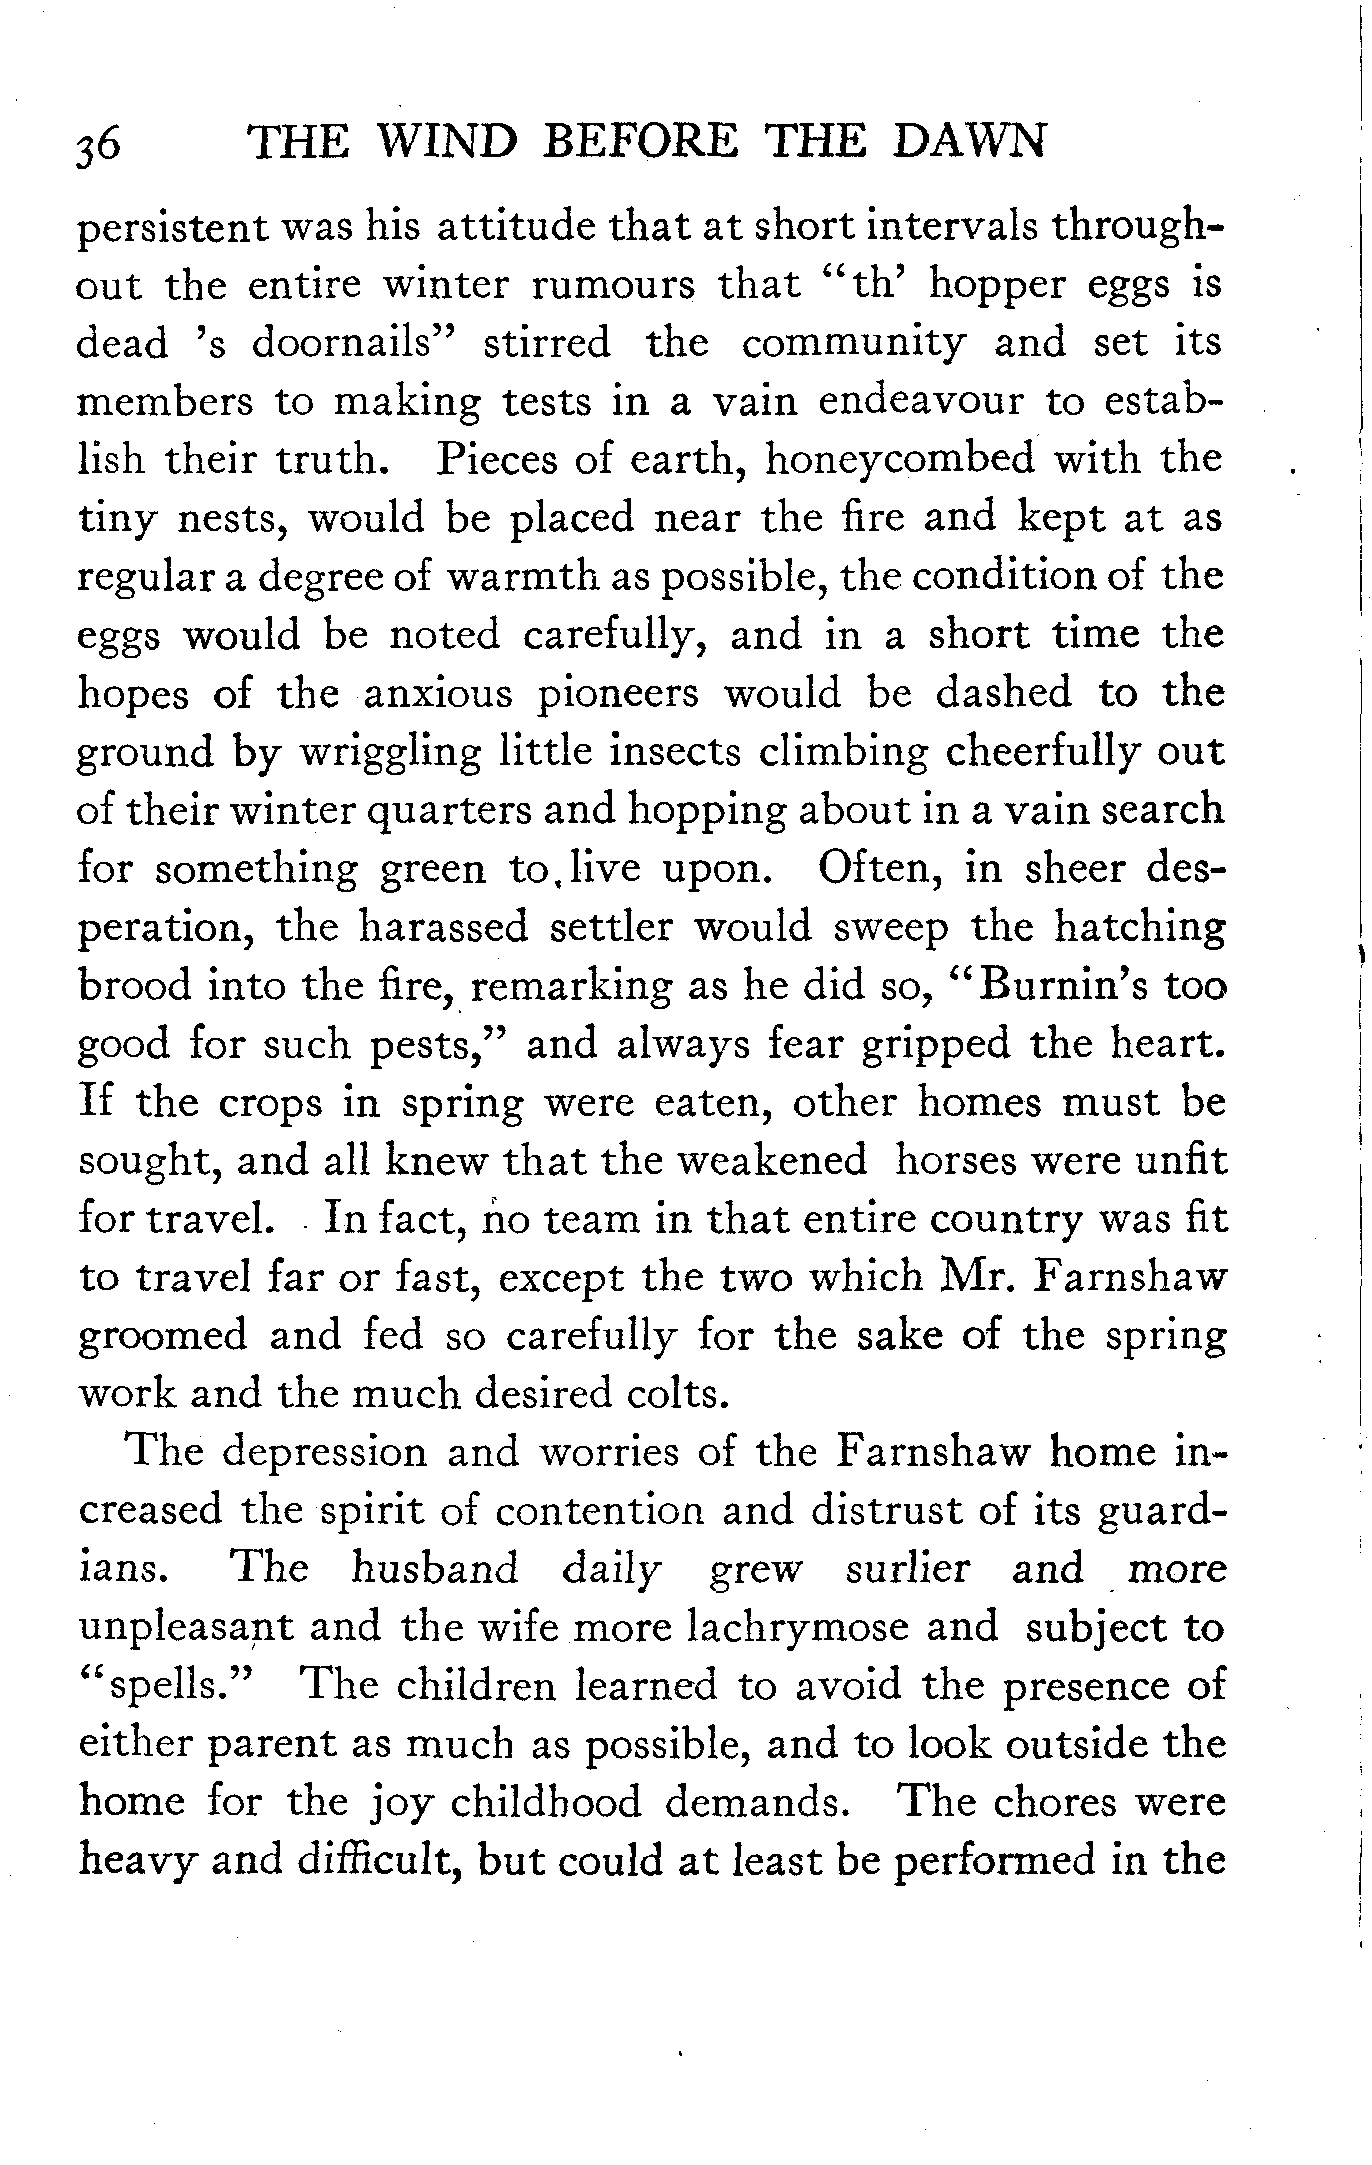 36 THE WIND BEFORE THE DAWN
persistent was his attitude that at short intervals through-
out the entire winter rumours that "th' hopper eggs is
dead 's doornails" stirred the community and set its
members to making tests in a vain endeavour to estab-
lish their truth. Pieces of earth, honeycombed with the
tiny nests, would be placed near the fire and kept at as
regular a degree of warmth as possible, the condition of the
eggs would be noted carefully, and in a short time the
hopes of the anxious pioneers would be dashed to the
ground by wriggling little insects climbing cheerfully out
of their winter quarters and hopping about in a vain search
for something green to live upon. Often, in sheer des-
peration, the harassed settler would sweep the hatching
brood into the fire, remarking as he did so, "Burnin's too
good for such pests," and always fear gripped the heart.
If the crops in spring were eaten, other homes must be
sought, and all knew that the weakened horses were unfit
for travel. In fact, no team in that entire country was fit
to travel far or fast, except the two which Mr. Farnshaw
groomed and fed so carefully for the sake of the spring
work and the much desired colts.
The depression and worries of the Farnshaw home in-
creased the spirit of contention and distrust of its guard-
ians. The husband daily grew surlier and more
unpleasant and the wife more lachrymose and subject to
"spells." The children learned to avoid the presence of
either parent as much as possible, and to look outside the
home for the joy childhood demands. The chores were
heavy and difficult, but could at least be performed in the